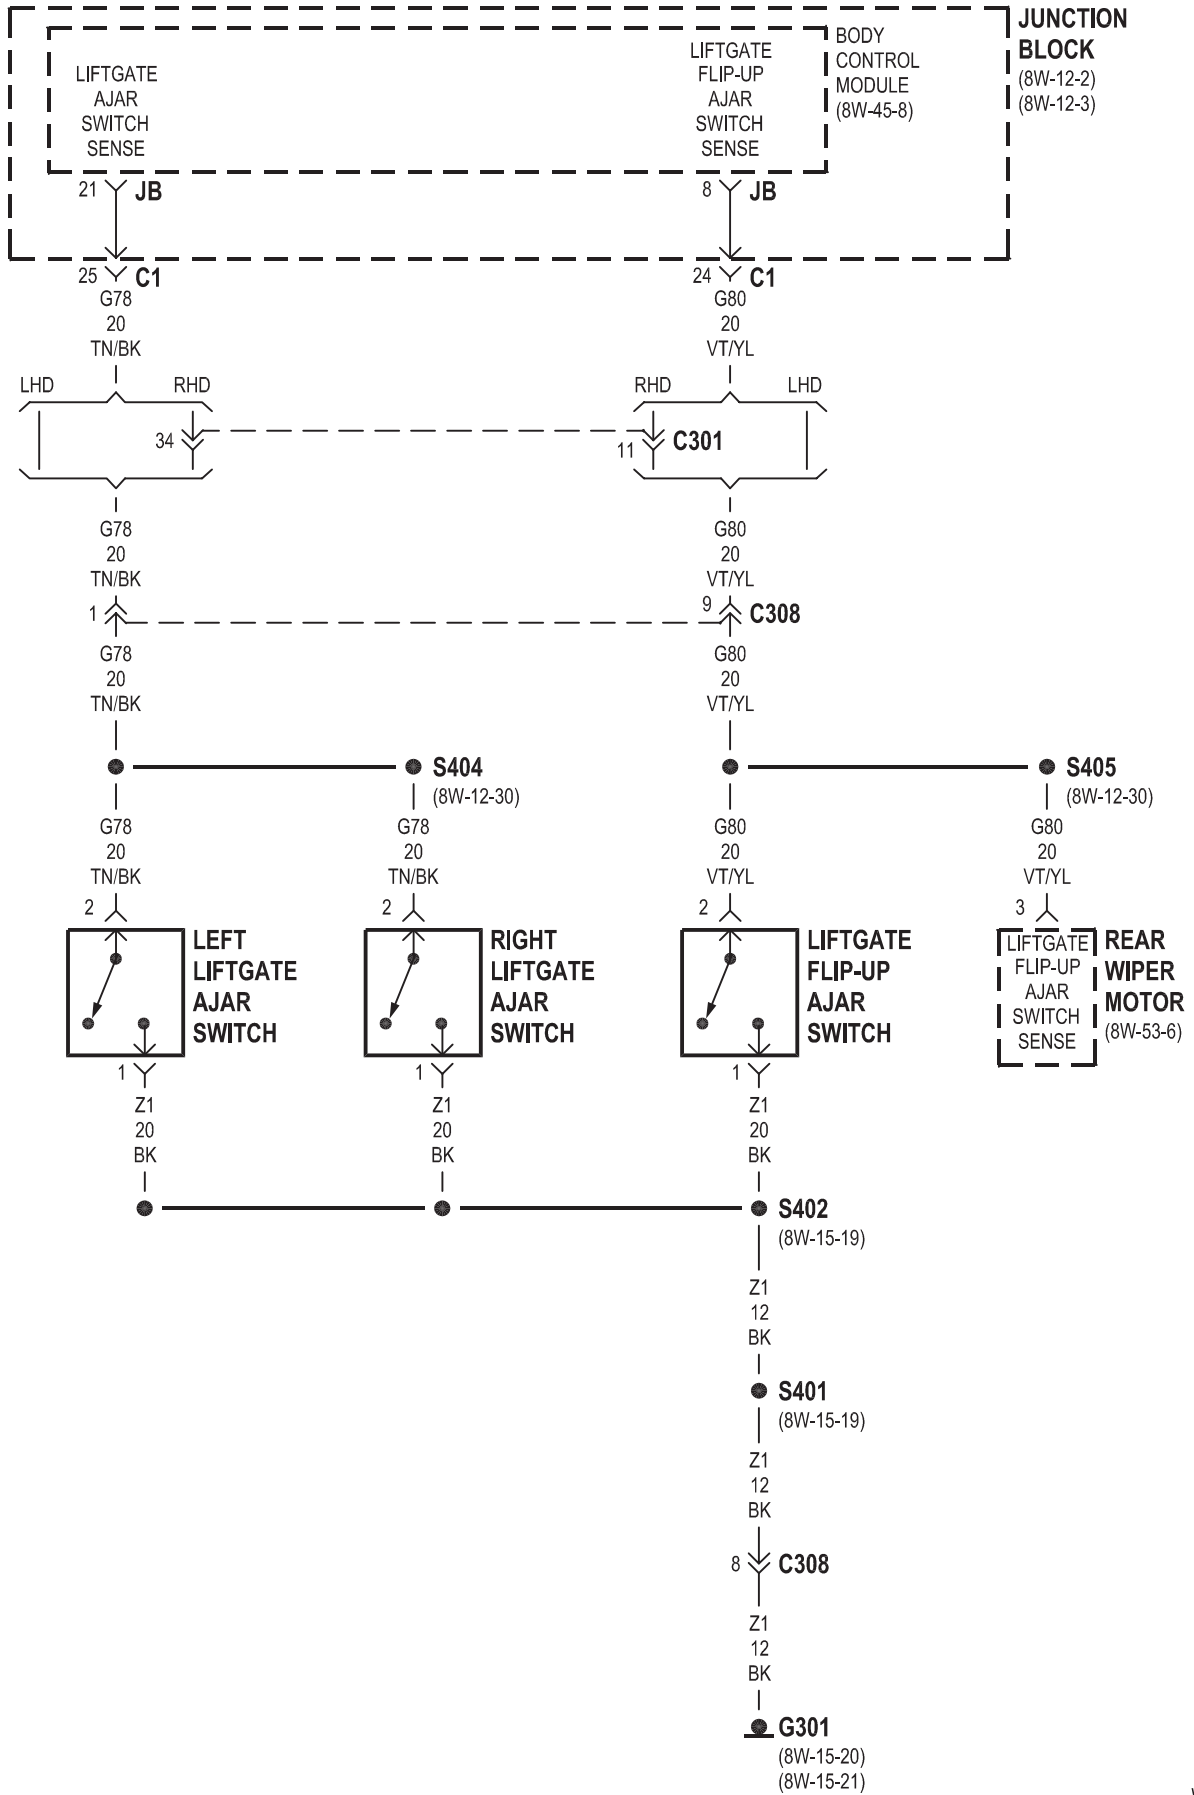 JUNCTION
BLOCK
(8W-12-2)
(8W-12-3)
BODY
CONTROL
MODULE
(8W-45-8)
LIFTGATE
AJAR
SWITCH
SENSE
LIFTGATE
FLIP-UP
AJAR
SWITCH
SENSE
21 JB
8 JB
25 C1
24 C1
G78
20
TN/BK
G80
20
VT/YL
LHD RHD
RHD LHD
34
11 C301
G78
20
TN/BK
G80
20
VT/YL
1
9 C308
G78
20
TN/BK
G80
20
VT/YL
S404
(8W-12-30)
S405
(8W-12-30)
G78
20
TN/BK
G78
20
TN/BK
G80
20
VT/YL
G80
20
VT/YL
2
2
2
3
LEFT
LIFTGATE
AJAR
SWITCH
RIGHT
LIFTGATE
AJAR
SWITCH
LIFTGATE
FLIP-UP
AJAR
SWITCH
LIFTGATE
FLIP-UP
AJAR
SWITCH
SENSE
REAR
WIPER
MOTOR
(8W-53-6)
1
1
1
Z1
20
BK
Z1
20
BK
Z1
20
BK
S402
(8W-15-19)
Z1
12
BK
S401
(8W-15-19)
Z1
12
BK
8 C308
Z1
12
BK
G301
(8W-15-20)
(8W-15-21)